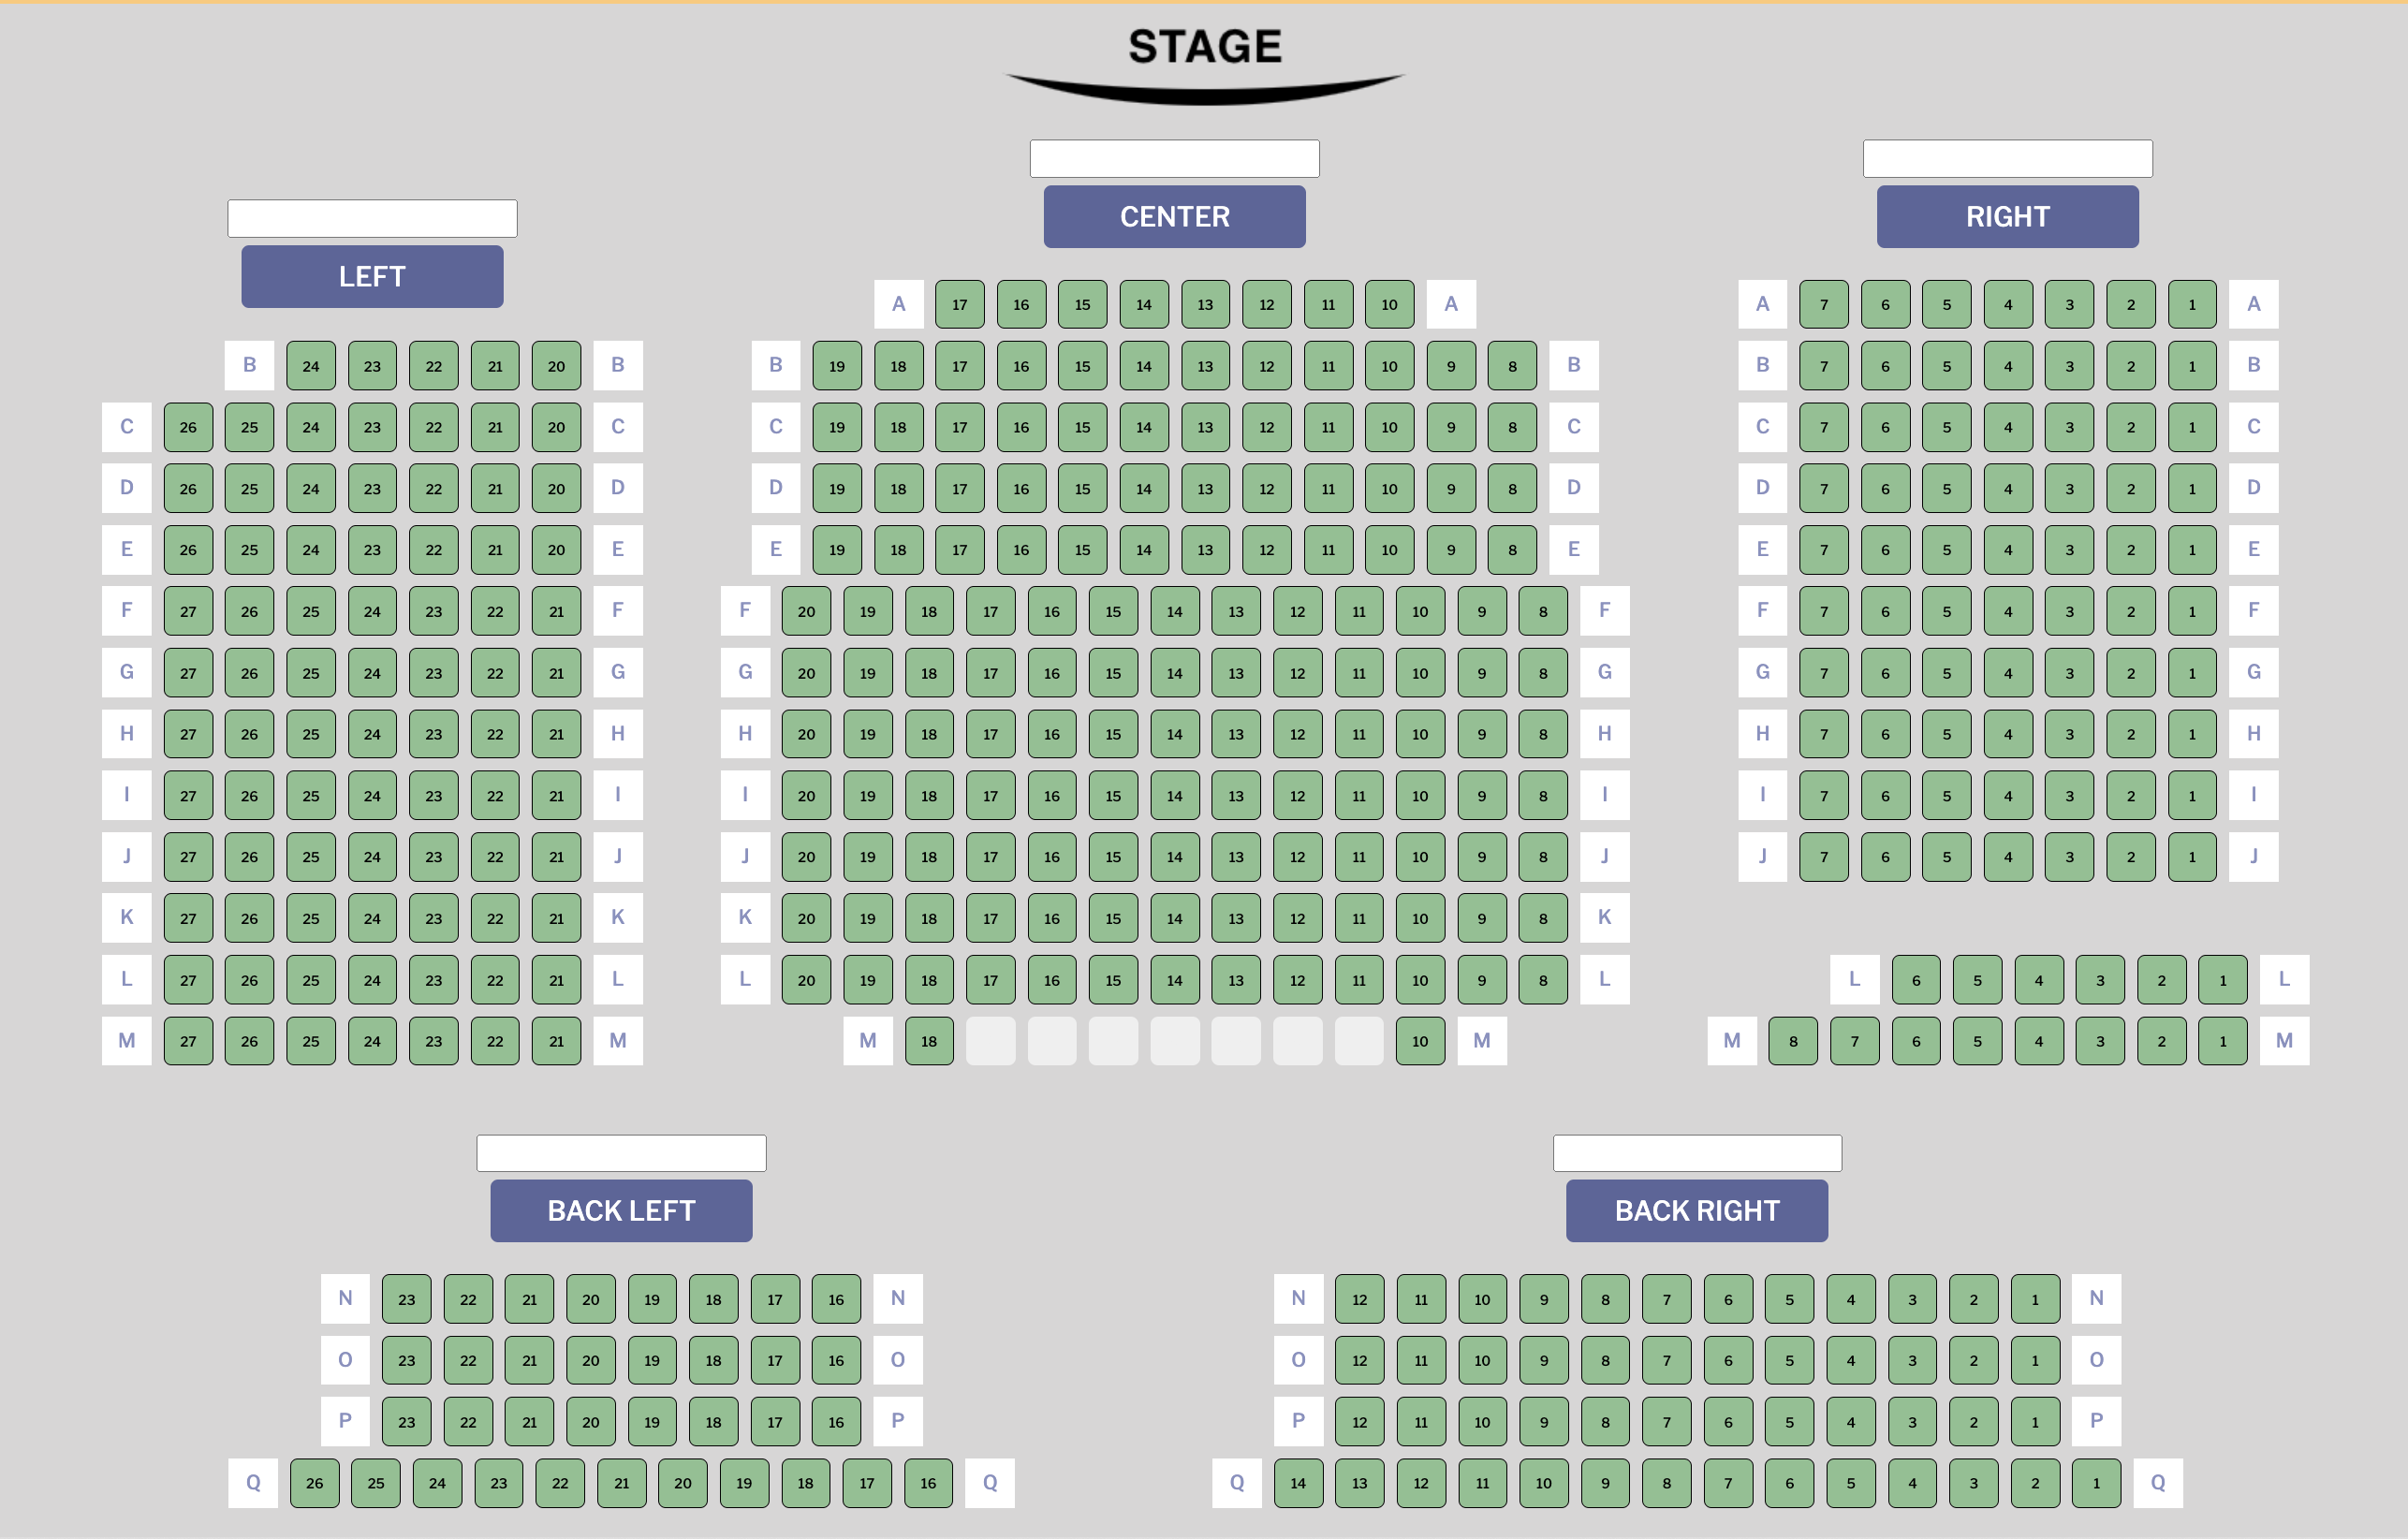 STAGE
CENTER
RIGHT
LEFT
A 17 16 15 14 13 12 11 10 A A 7 6 5 4 3 2 1 A
B 24 23 22 21 20 B B 19 18 17 16 15 14 13 12 11 10 9 8 B B 7 6 5 4 3 2 1 B
C 26 25 24 23 22 21 20 C C 19 18 17 16 15 14 13 12 11 10 9 8 C C 7 6 5 4 3 2 1 C
D 26 25 24 23 22 21 20 D D 19 18 17 16 15 14 13 12 11 10 9 8 D D 7 6 5 4 3 2 1 D
E 26 25 24 23 22 21 20 E E 19 18 17 16 15 14 13 12 11 10 9 8 E E 7 6 5 4 3 2 1 E
F 27 26 25 24 23 22 21 F F 20 19 18 17 16 15 14 13 12 11 10 9 8 F F 7 6 5 4 3 2 1 F
G 27 26 25 24 23 22 21 G G 20 19 18 17 16 15 14 13 12 11 10 9 8 G G 7 6 5 4 3 2 1 G
H 27 26 25 24 23 22 21 H H 20 19 18 17 16 15 14 13 12 11 10 9 8 H H 7 6 5 4 3 2 1 H
I 27 26 25 24 23 22 21 I I 20 19 18 17 16 15 14 13 12 11 10 9 8 I I 7 6 5 4 3 2 1 I
J 27 26 25 24 23 22 21 J J 20 19 18 17 16 15 14 13 12 11 10 9 8 J J 7 6 5 4 3 2 1 J
K 27 26 25 24 23 22 21 K K 20 19 18 17 16 15 14 13 12 11 10 9 8 K
L 27 26 25 24 23 22 21 L L 20 19 18 17 16 15 14 13 12 11 10 9 8 L L 6 5 4 3 2 1 L
M 27 26 25 24 23 22 21 M M 18 10 M M 8 7 6 5 4 3 2 1 M
BACK LEFT
BACK RIGHT
N 23 22 21 20 19 18 17 16 N N 12 11 10 9 8 7 6 5 4 3 2 1 N
O 23 22 21 20 19 18 17 16 O O 12 11 10 9 8 7 6 5 4 3 2 1 O
P 23 22 21 20 19 18 17 16 P P 12 11 10 9 8 7 6 5 4 3 2 1 P
Q 26 25 24 23 22 21 20 19 18 17 16 Q Q 14 13 12 11 10 9 8 7 6 5 4 3 2 1 Q